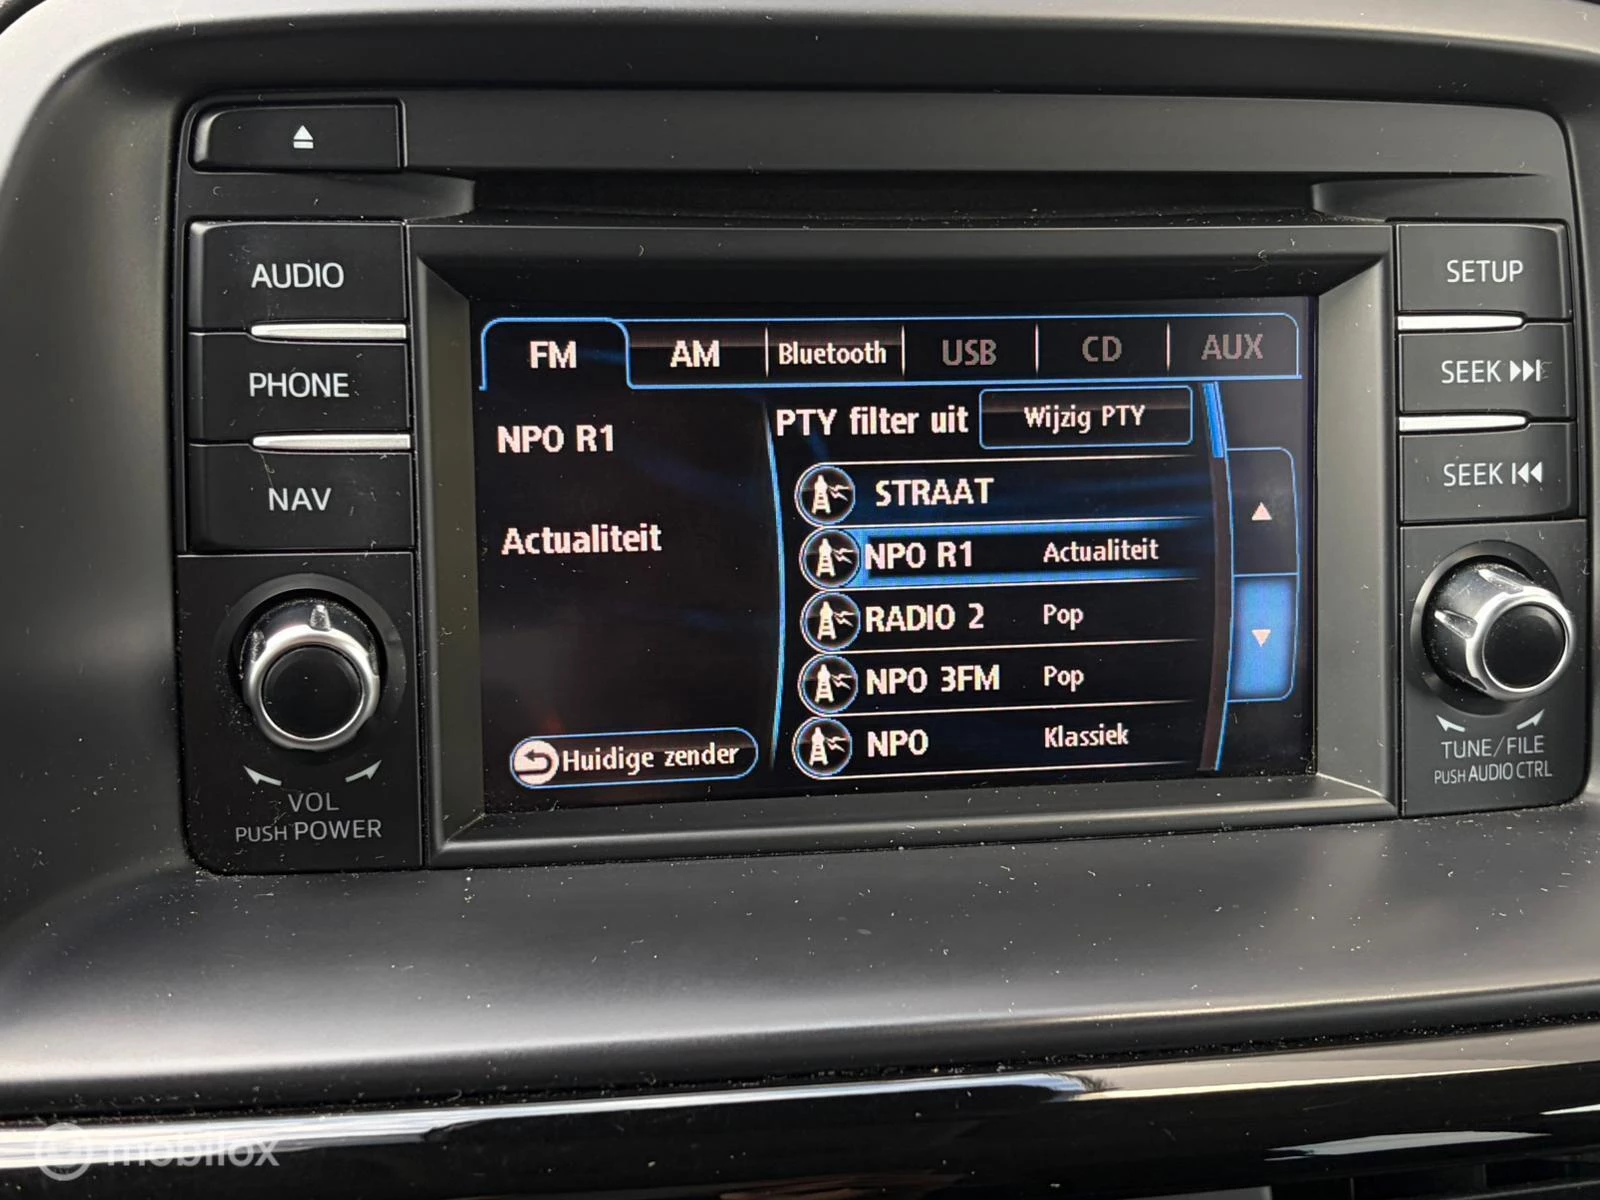 AUDIO
PHONE
NAV
VOL
PUSH POWER
FM AM Bluetooth USB CD AUX
NPO R1
Actualiteit
Huidige zender
PTY filter uit Wijzig PTY
STRAAT
NPO R1 Actualiteit
RADIO 2 Pop
NPO 3FM Pop
NPO Klassiek
SETUP
SEEK
SEEK
TUNE/FILE
PUSH AUDIO CTRL
mobilox